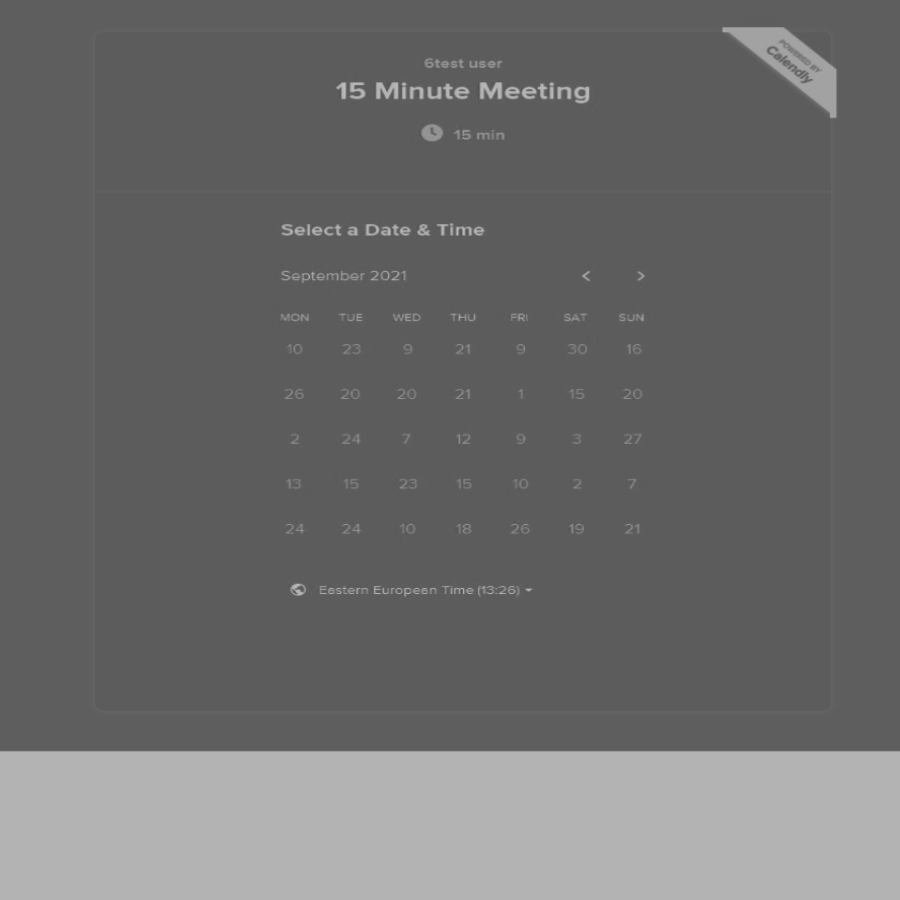 POWERED BY
Calendly
6test user
15 Minute Meeting
15 min
Select a Date & Time
September 2021
< >
MON TUE WED THU FRI SAT SUN
10 23 9 21 9 30 16
26 20 20 21 1 15 20
2 24 7 12 9 3 27
13 15 23 15 10 2 7
24 24 10 18 26 19 21
Eastern European Time (13:26)